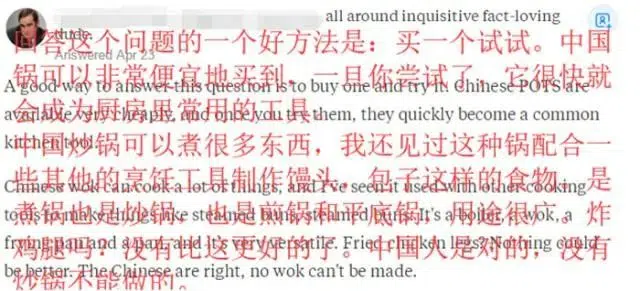 all around inquisitive fact-loving
dude.
Answered Apr 23
A good way to answer this question is to buy one and try it. Chinese POTS are
available very cheaply, and once you try them, they quickly become a common
kitchen tool.
Chinese wok can cook a lot of things, and I've seen it used with other cooking
tools to make things like steamed buns, steamed buns. It's a boiler, a wok, a
frying pan and a pan, and it's very versatile. Fried chicken legs? Nothing could
be better. The Chinese are right, no wok can't be made.
回答这个问题的一个好方法是：买一个试试。中国
锅可以非常便宜地买到，一旦你尝试了，它很快就
会成为厨房里常用的工具。
中国炒锅可以煮很多东西，我还见过这种锅配合一
些其他的烹饪工具制作馒头，包子这样的食物。是
煮锅也是炒锅，也是煎锅和平底锅，用途很广，炸
鸡腿吗？没有比这更好的了。中国人是对的，没有
炒锅不能做的。